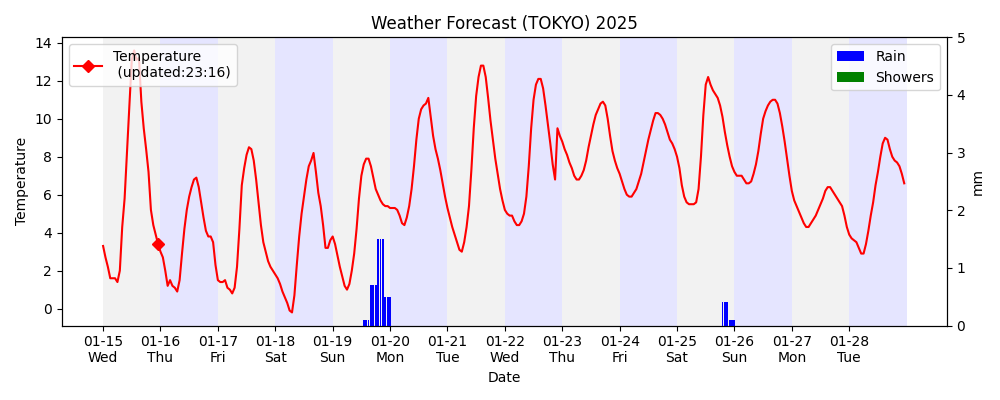 Weather Forecast (TOKYO) 2025
Temperature
(updated:23:16)
Rain
Showers
Temperature
14
12
10
8
6
4
2
0
5
4
3
2
1
0
mm
01-15 01-16 01-17 01-18 01-19 01-20 01-21 01-22 01-23 01-24 01-25 01-26 01-27 01-28
Wed Thu Fri Sat Sun Mon Tue Wed Thu Fri Sat Sun Mon Tue
Date